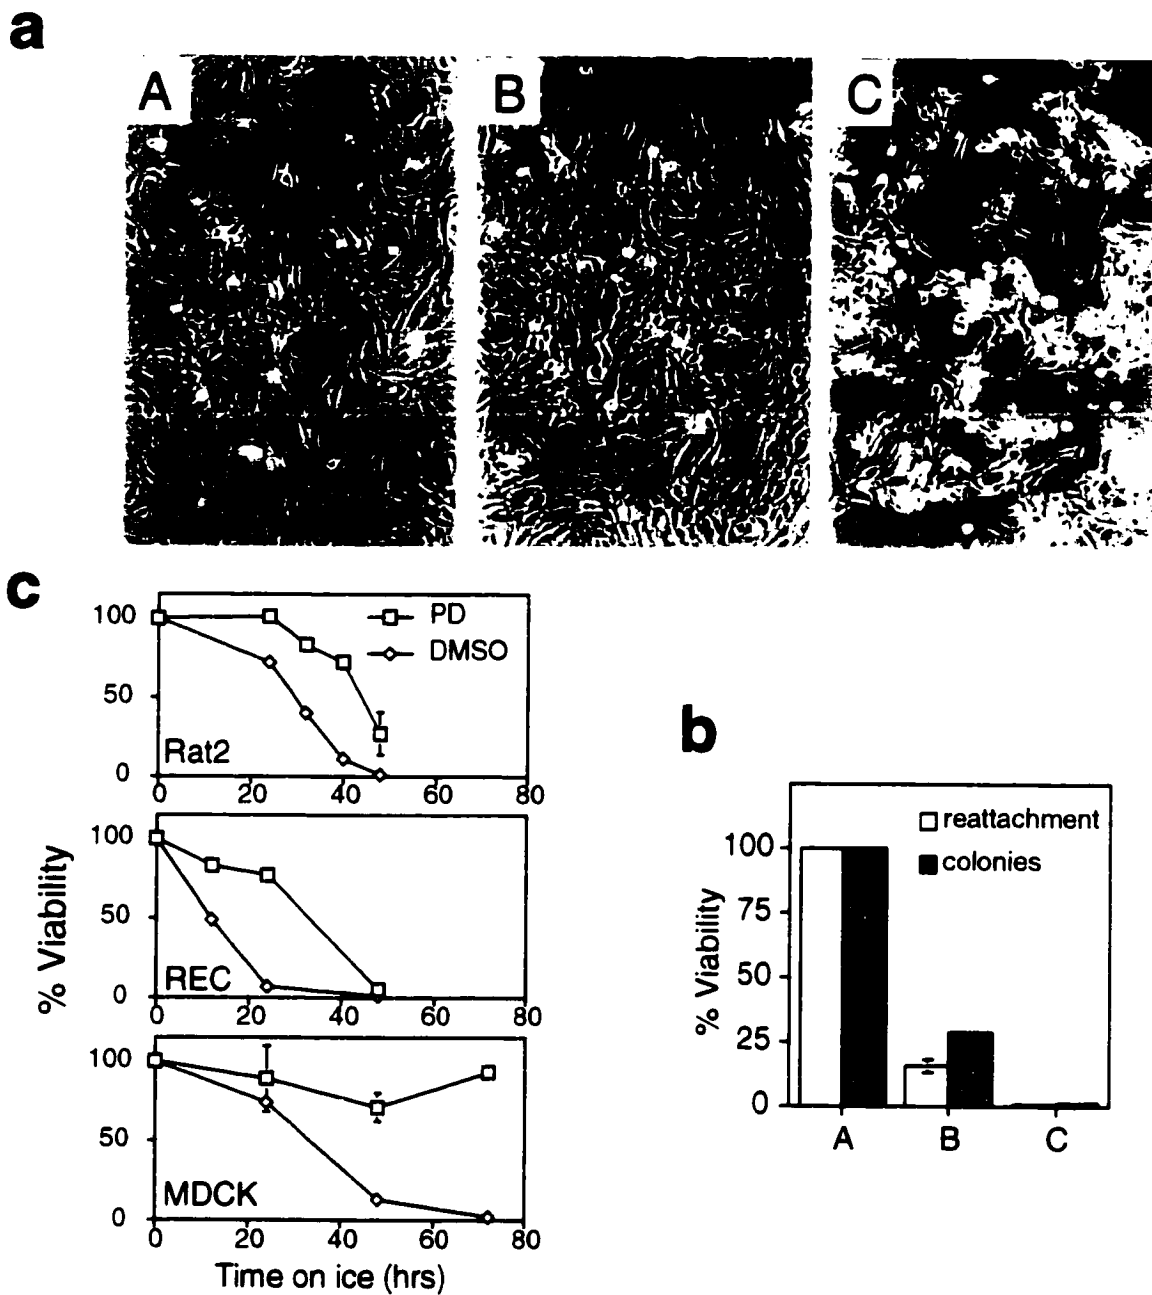 a
A B C
c
100
50
0
PD
DMSO
Rat2
0 20 40 60 80
100
50
0
REC
0 20 40 60 80
100
50
0
MDCK
0 20 40 60 80
% Viability
Time on ice (hrs)
b
reattachment
colonies
100
75
50
25
0
% Viability
A B C